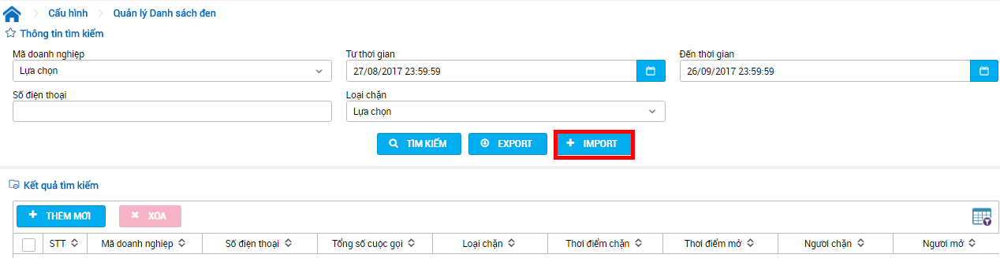 Cấu hình Quản lý Danh sách đen
Thông tin tìm kiếm
Mã doanh nghiệp Từ thời gian Đến thời gian
Lựa chọn 27/08/2017 23:59:59 26/09/2017 23:59:59
Số điện thoại Loại chặn
Lựa chọn
TÌM KIẾM EXPORT IMPORT
Kết quả tìm kiếm
THÊM MỚI XÓA
STT Mã doanh nghiệp Số điện thoại Tổng số cuộc gọi Loại chặn Thời điểm chặn Thời điểm mở Người chặn Người mở